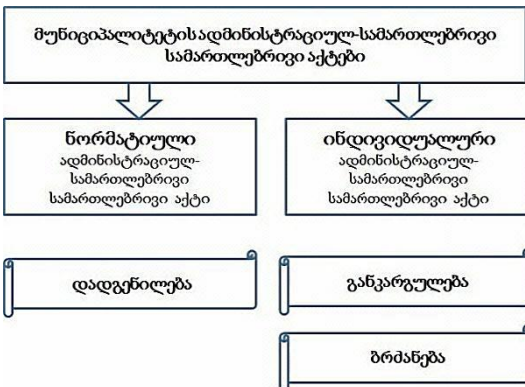 მუნიციპალიტეტის ადმინისტრაციულ-სამართლებრივი
სამართლებრივი აქტები
ნორმატიული
ადმინისტრაციულ-
სამართლებრივი
სამართლებრივი აქტი
ინდივიდუალური
ადმინისტრაციულ-
სამართლებრივი
სამართლებრივი აქტი
დადგენილება
განკარგულება
ბრძანება